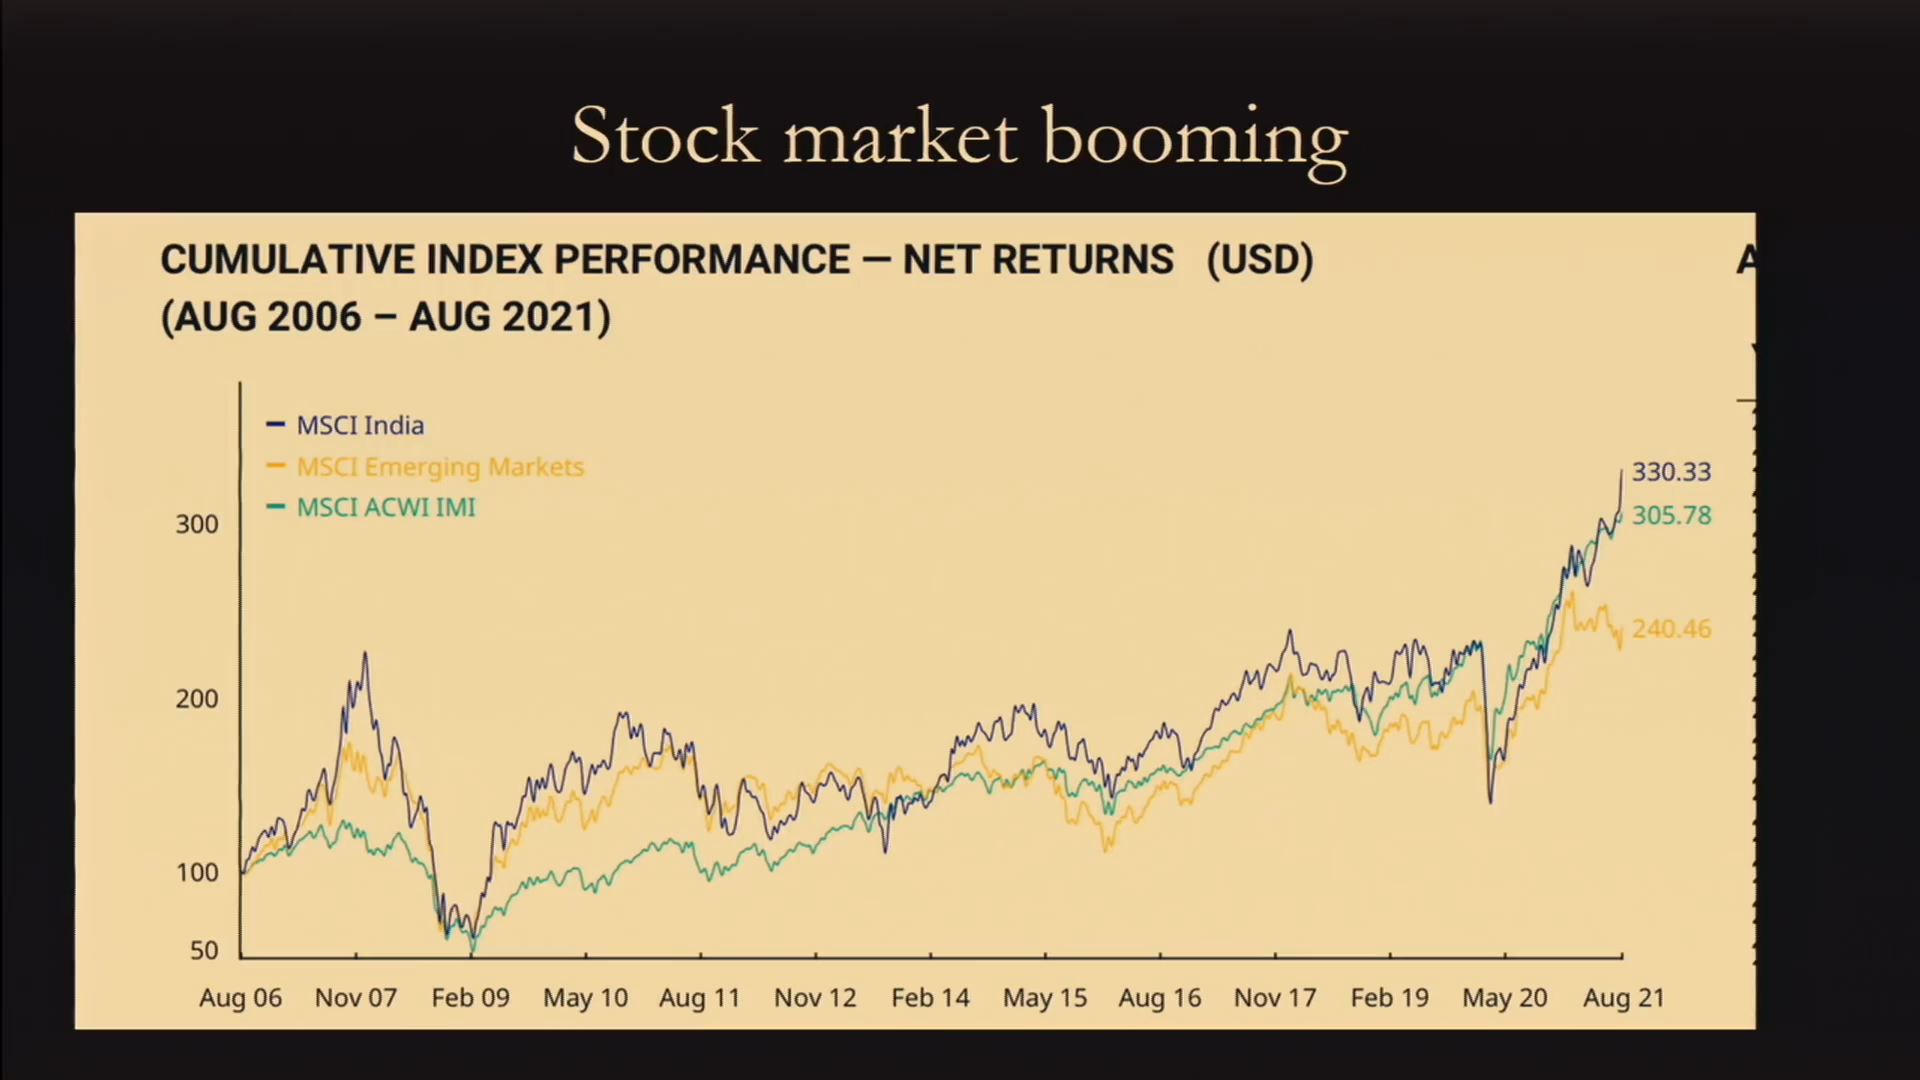 Stock market booming
CUMULATIVE INDEX PERFORMANCE — NET RETURNS (USD)
(AUG 2006 – AUG 2021)
A
MSCI India
MSCI Emerging Markets
MSCI ACWI IMI
300
200
100
50
330.33
305.78
240.46
Aug 06 Nov 07 Feb 09 May 10 Aug 11 Nov 12 Feb 14 May 15 Aug 16 Nov 17 Feb 19 May 20 Aug 21